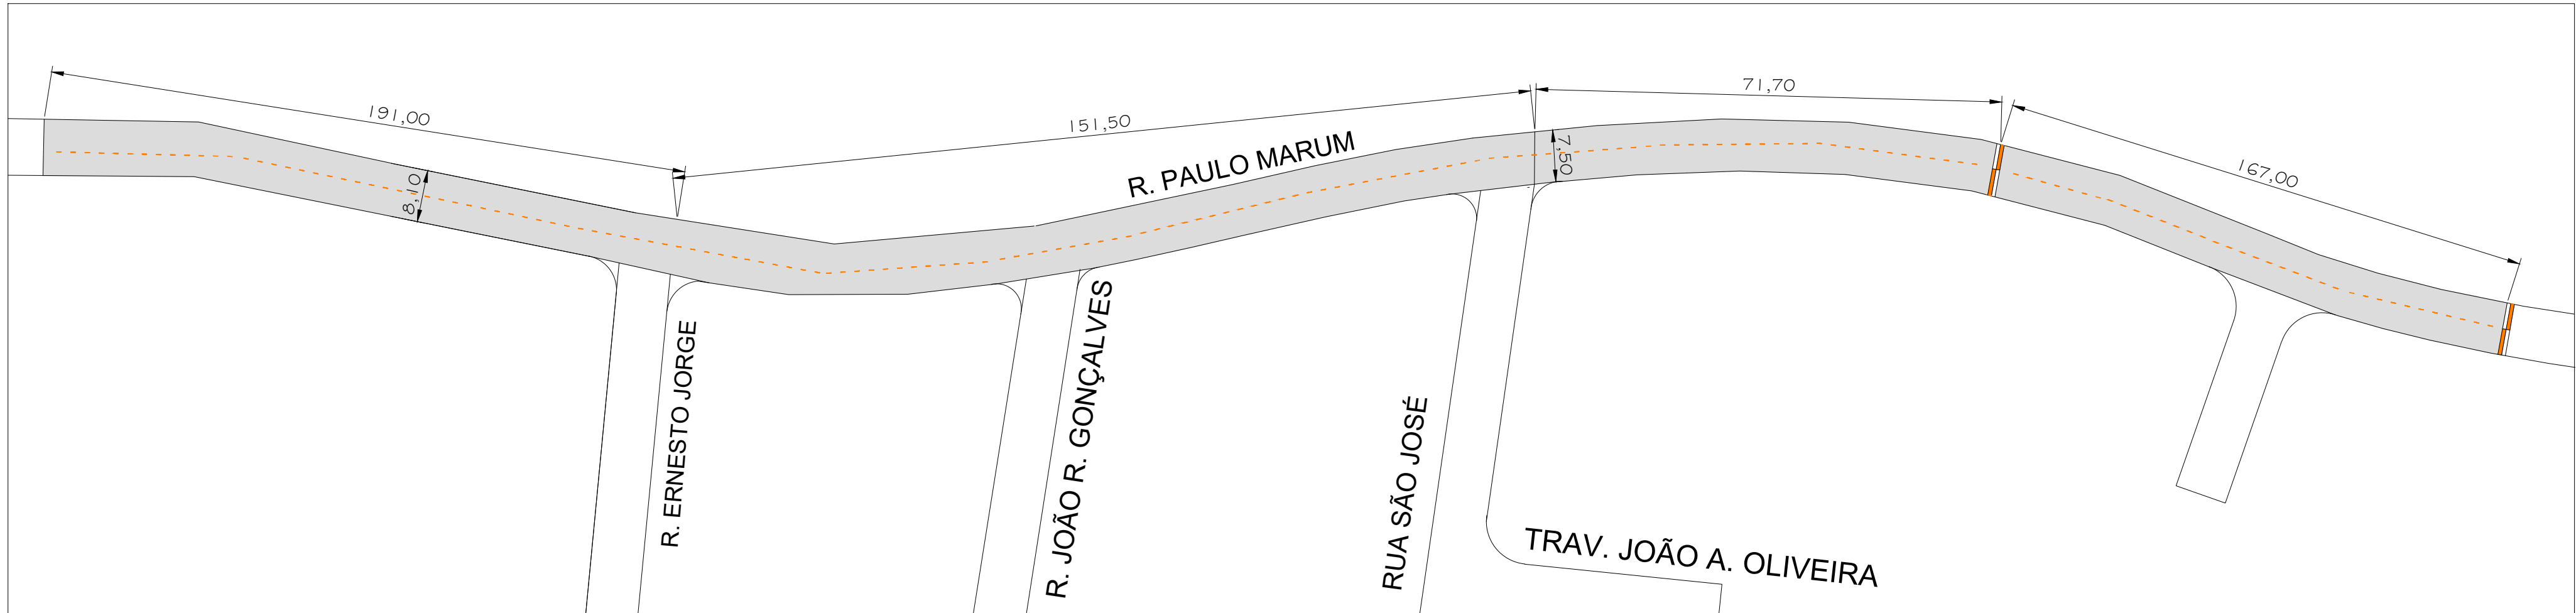 191,00
151,50
71,70
167,00
8,10
R. PAULO MARUM
7,50
R. ERNESTO JORGE
R. JOÃO R. GONÇALVES
RUA SÃO JOSÉ
TRAV. JOÃO A. OLIVEIRA